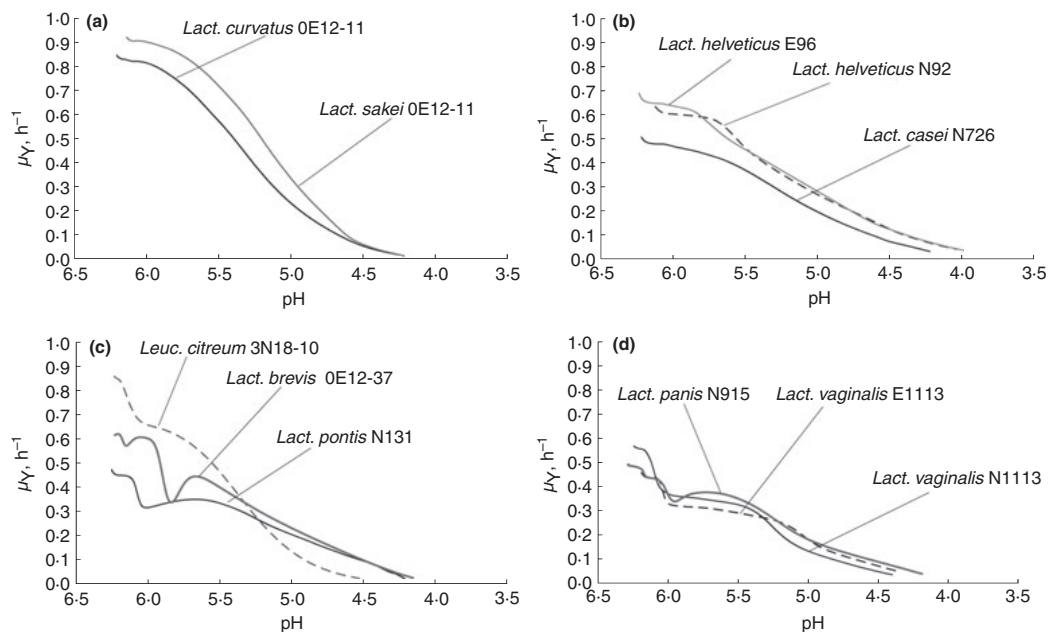 (a)
Lact. curvatus 0E12-11
Lact. sakei 0E12-11
μγ, h⁻¹
1·0
0·9
0·8
0·7
0·6
0·5
0·4
0·3
0·2
0·1
0·0
6·5 6·0 5·5 5·0 4·5 4·0 3·5
pH
(b)
Lact. helveticus E96
Lact. helveticus N92
Lact. casei N726
μγ, h⁻¹
1·0
0·9
0·8
0·7
0·6
0·5
0·4
0·3
0·2
0·1
0·0
6·5 6·0 5·5 5·0 4·5 4·0 3·5
pH
(c)
Leuc. citreum 3N18-10
Lact. brevis 0E12-37
Lact. pontis N131
μγ, h⁻¹
1·0
0·9
0·8
0·7
0·6
0·5
0·4
0·3
0·2
0·1
0·0
6·5 6·0 5·5 5·0 4·5 4·0 3·5
pH
(d)
Lact. panis N915 Lact. vaginalis E1113
Lact. vaginalis N1113
μγ, h⁻¹
1·0
0·9
0·8
0·7
0·6
0·5
0·4
0·3
0·2
0·1
0·0
6·5 6·0 5·5 5·0 4·5 4·0 3·5
pH